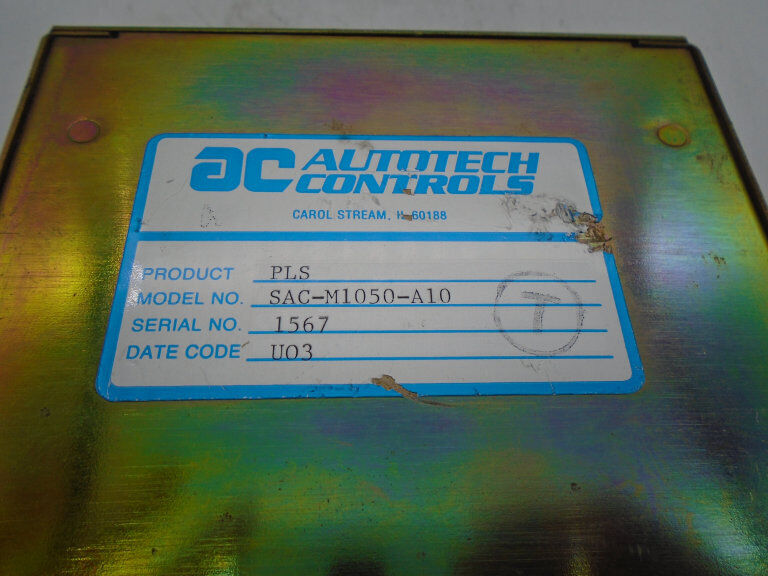 ac AUTOTECH
CONTROLS
CAROL STREAM, IL 60188
PRODUCT PLS
MODEL NO. SAC-M1050-A10
SERIAL NO. 1567
DATE CODE U03
T